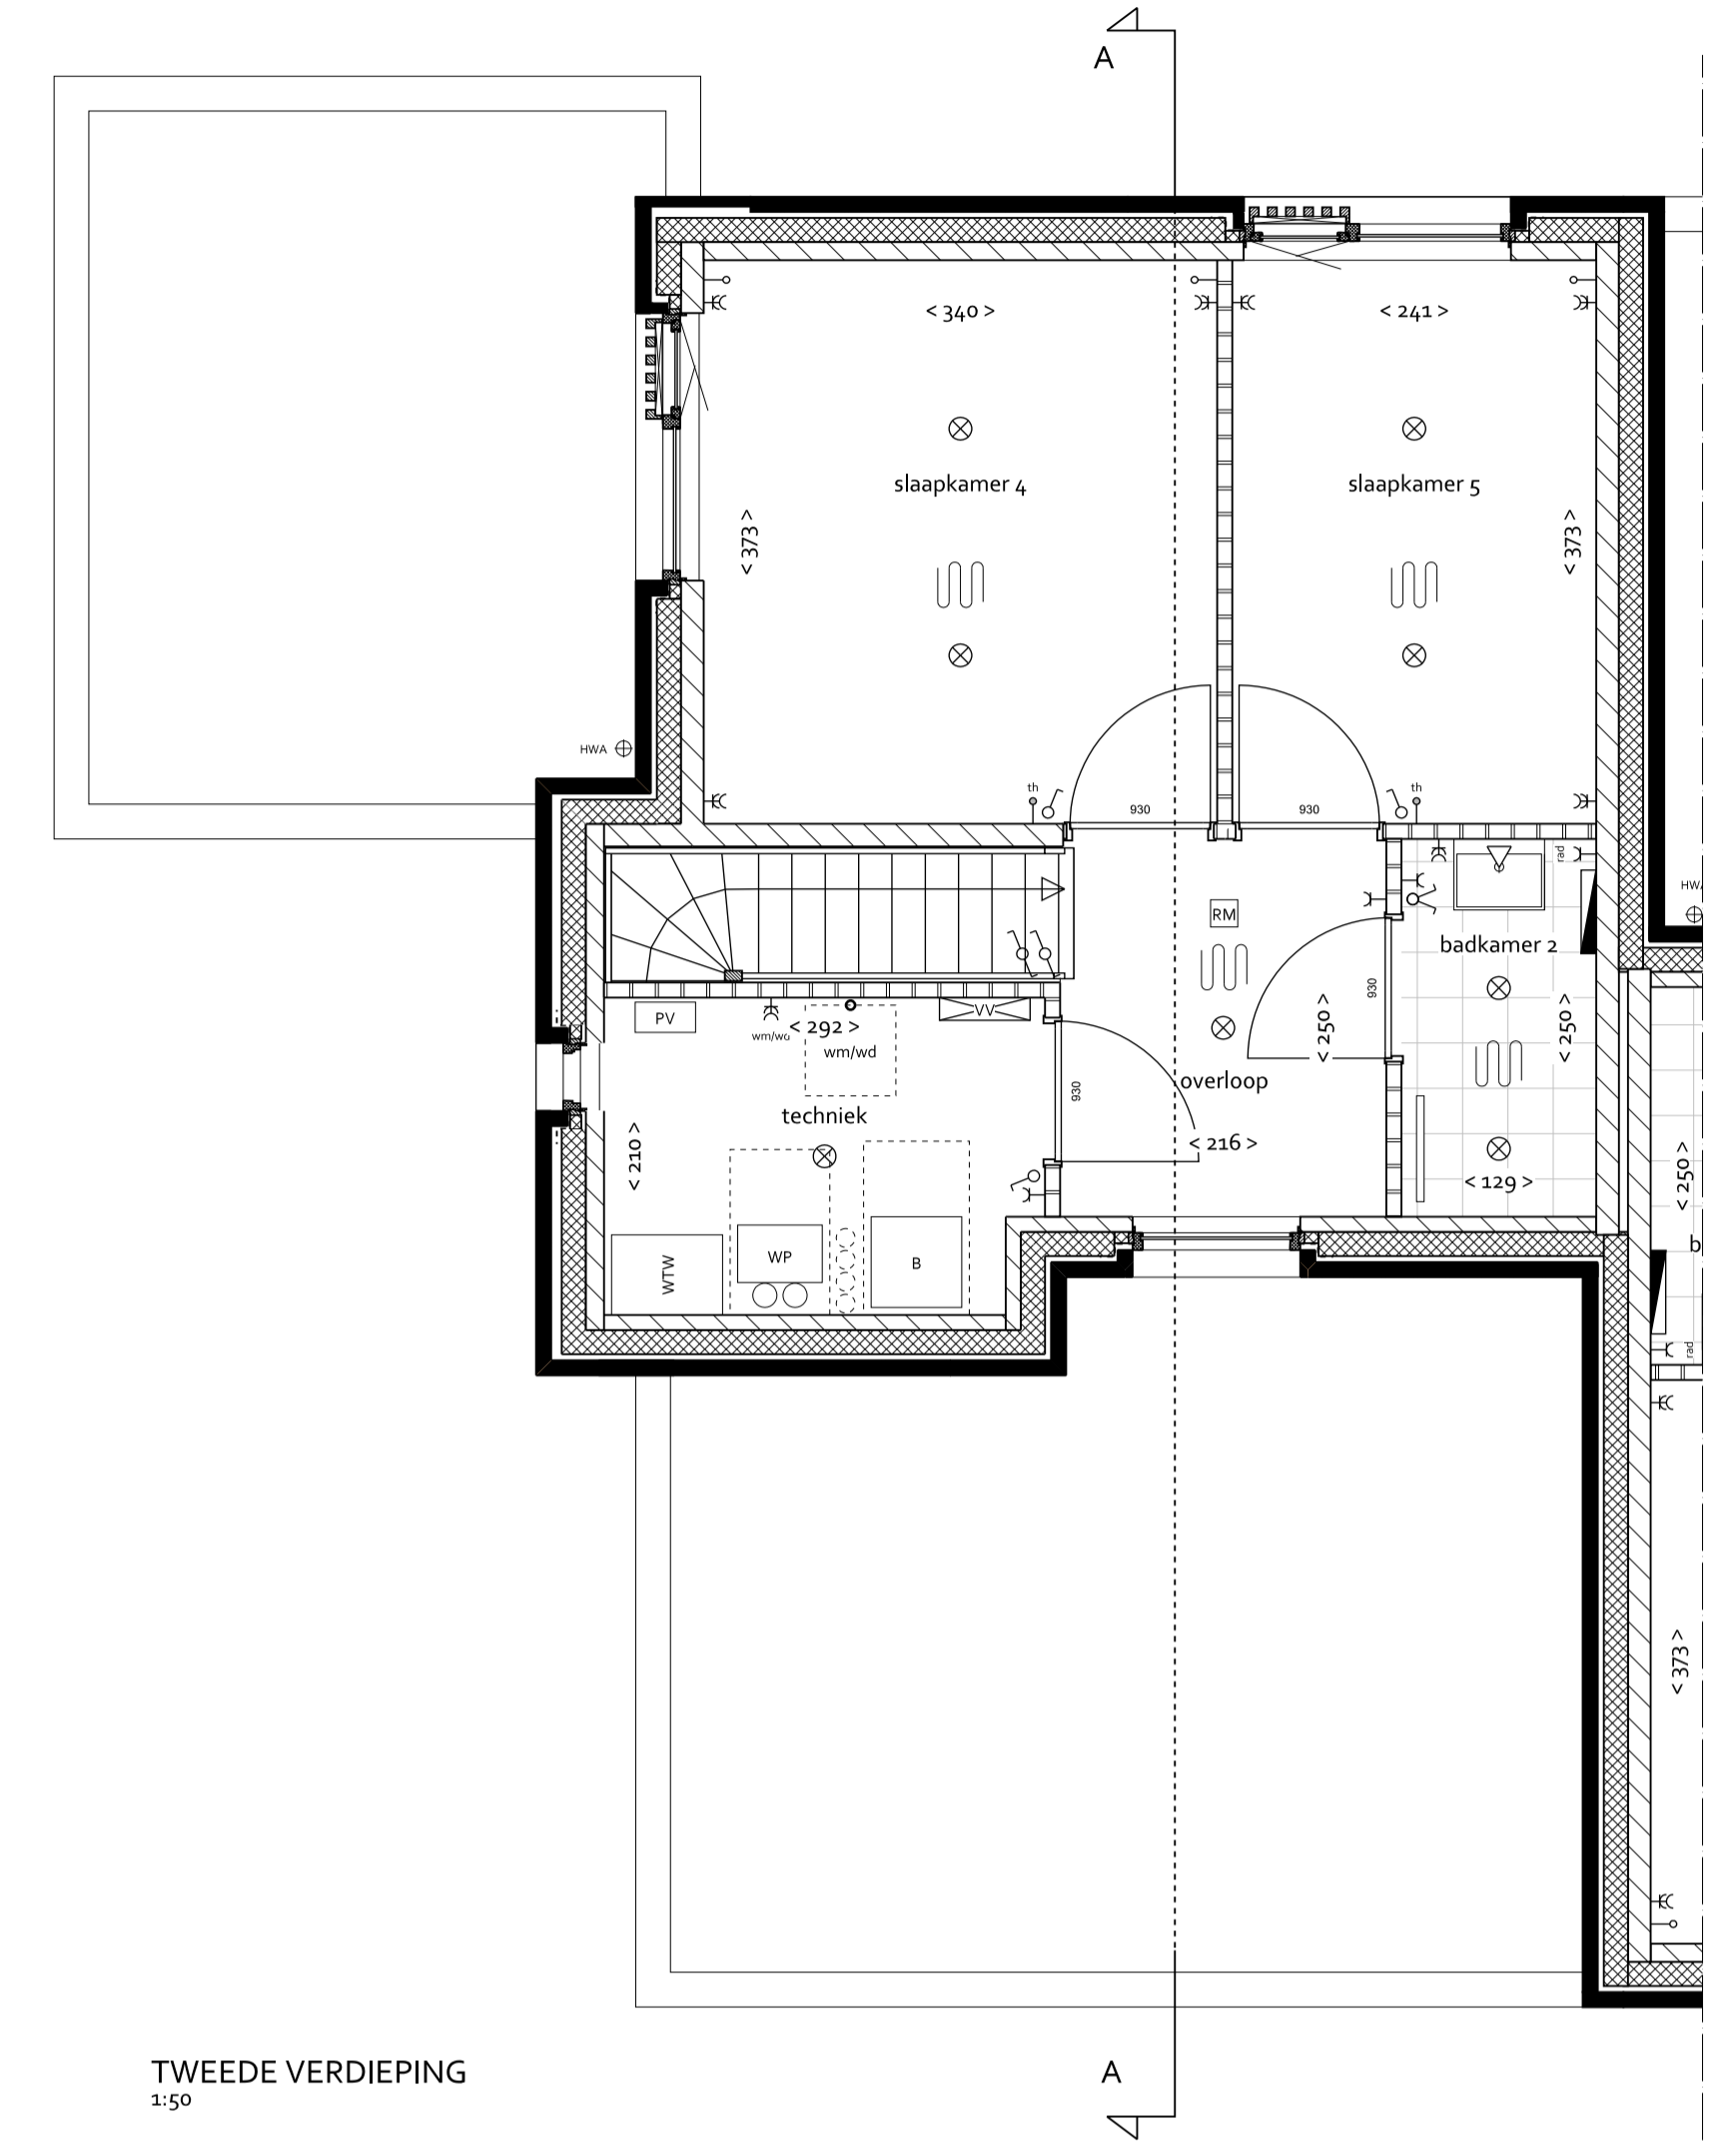 A
< 340 >
< 241 >
slaapkamer 4
slaapkamer 5
< 373 >
< 373 >
HWA
th
930
930
th
rad
HWA
RM
badkamer 2
930
< 250 >
< 250 >
PV
wm/wd
< 292 >
VV
wm/wd
overloop
930
techniek
< 210 >
< 216 >
< 129 >
< 250 >
WTW
WP
B
b
rad
< 373 >
TWEEDE VERDIEPING
1:50
A